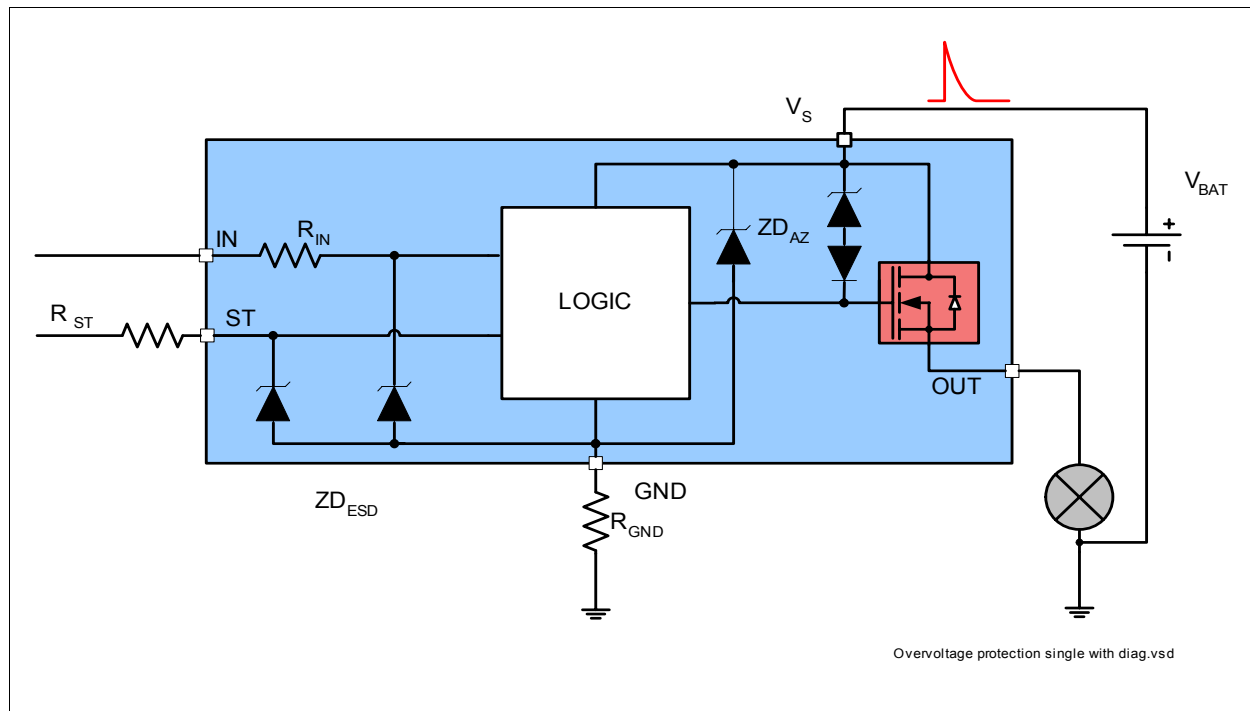 V_S
V_BAT
+
-
IN
R_IN
ZD_AZ
LOGIC
R_ST
ST
OUT
ZD_ESD
GND
R_GND
Overvoltage protection single with diag.vsd